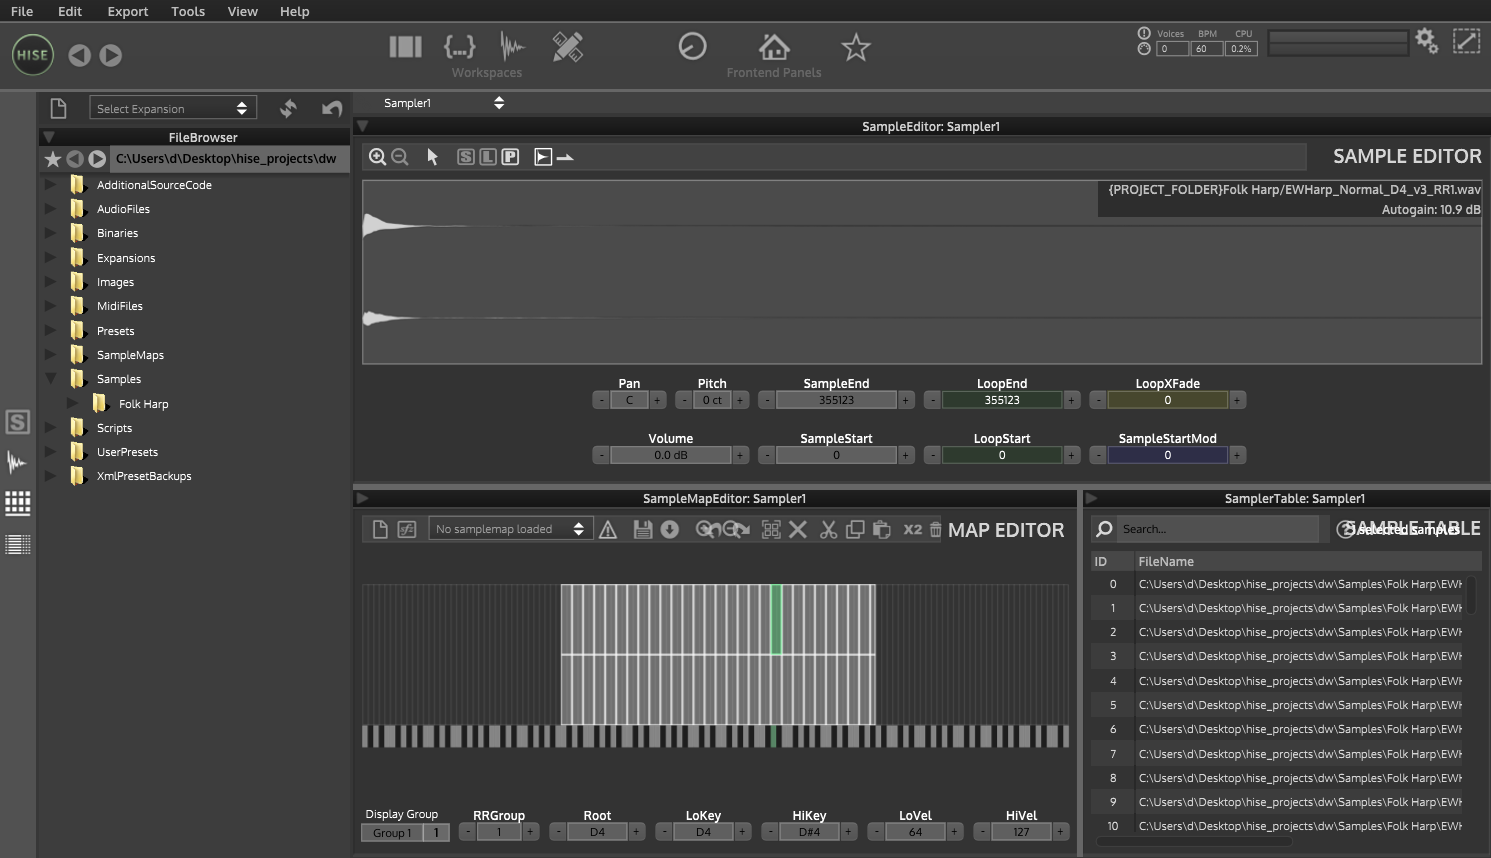 File Edit Export Tools View Help
HISE
Workspaces
Frontend Panels
Voices BPM CPU
0 60 0.2%
Select Expansion
FileBrowser
C:\Users\d\Desktop\hise_projects\dw
AdditionalSourceCode
AudioFiles
Binaries
Expansions
Images
MidiFiles
Presets
SampleMaps
Samples
Folk Harp
Scripts
UserPresets
XmlPresetBackups
S
Sampler1
SampleEditor: Sampler1
S L P
SAMPLE EDITOR
{PROJECT_FOLDER}Folk Harp/EWHarp_Normal_D4_v3_RR1.wav
Autogain: 10.9 dB
Pan Pitch SampleEnd LoopEnd LoopXFade
- C + - 0 ct + - 355123 + - 355123 + - 0 +
Volume SampleStart LoopStart SampleStartMod
- 0.0 dB + - 0 + - 0 + - 0 +
SampleMapEditor: Sampler1
No samplemap loaded
X2
MAP EDITOR
Display Group RRGroup Root LoKey HiKey LoVel HiVel
Group 1 1 - 1 + - D4 + - D4 + - D#4 + - 64 + - 127 +
SamplerTable: Sampler1
Search...
SAMPLE TABLE
selected samples
ID FileName
0 C:\Users\d\Desktop\hise_projects\dw\Samples\Folk Harp\EWH
1 C:\Users\d\Desktop\hise_projects\dw\Samples\Folk Harp\EWH
2 C:\Users\d\Desktop\hise_projects\dw\Samples\Folk Harp\EWH
3 C:\Users\d\Desktop\hise_projects\dw\Samples\Folk Harp\EWH
4 C:\Users\d\Desktop\hise_projects\dw\Samples\Folk Harp\EWH
5 C:\Users\d\Desktop\hise_projects\dw\Samples\Folk Harp\EWH
6 C:\Users\d\Desktop\hise_projects\dw\Samples\Folk Harp\EWH
7 C:\Users\d\Desktop\hise_projects\dw\Samples\Folk Harp\EWH
8 C:\Users\d\Desktop\hise_projects\dw\Samples\Folk Harp\EWH
9 C:\Users\d\Desktop\hise_projects\dw\Samples\Folk Harp\EWH
10 C:\Users\d\Desktop\hise_projects\dw\Samples\Folk Harp\EWH